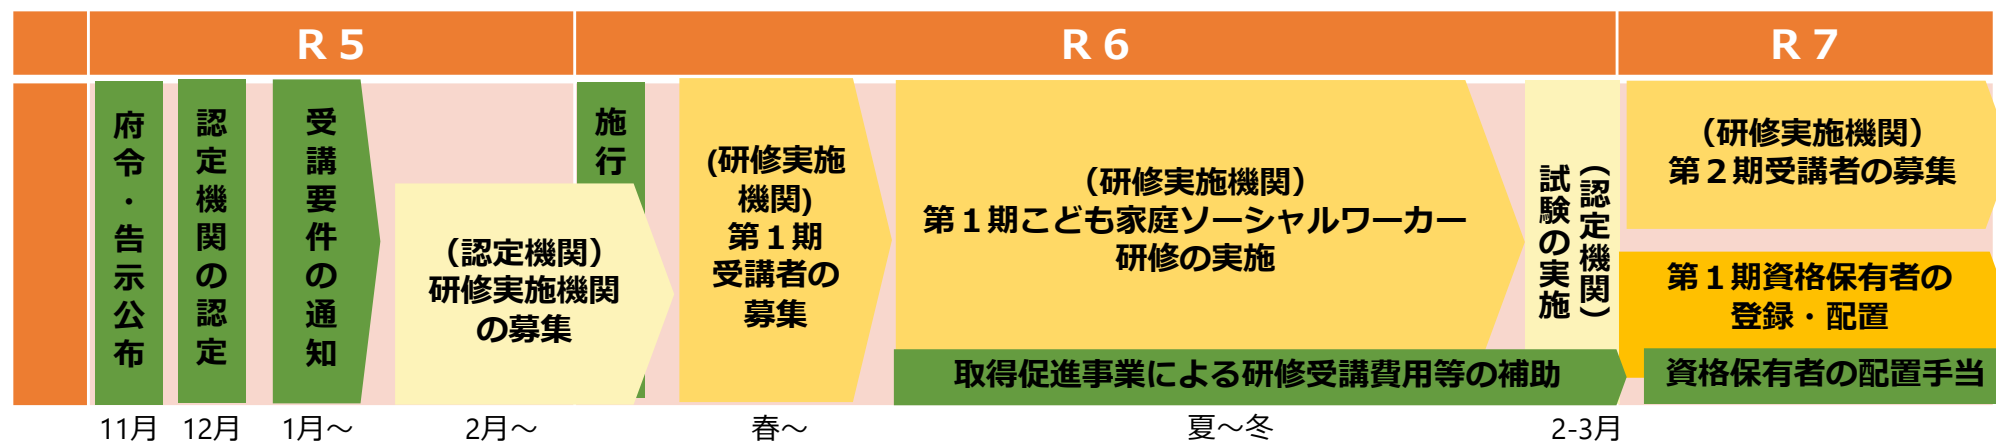 R5
R6
R7
府令・告示公布
認定機関の認定
受講要件の通知
（認定機関）
研修実施機関
の募集
施行
(研修実施
機関)
第１期
受講者の
募集
（研修実施機関）
第１期こども家庭ソーシャルワーカー
研修の実施
（認定機関）
試験の実施
（研修実施機関）
第２期受講者の募集
第１期資格保有者の
登録・配置
取得促進事業による研修受講費用等の補助
資格保有者の配置手当
11月
12月
1月～
2月～
春～
夏～冬
2-3月